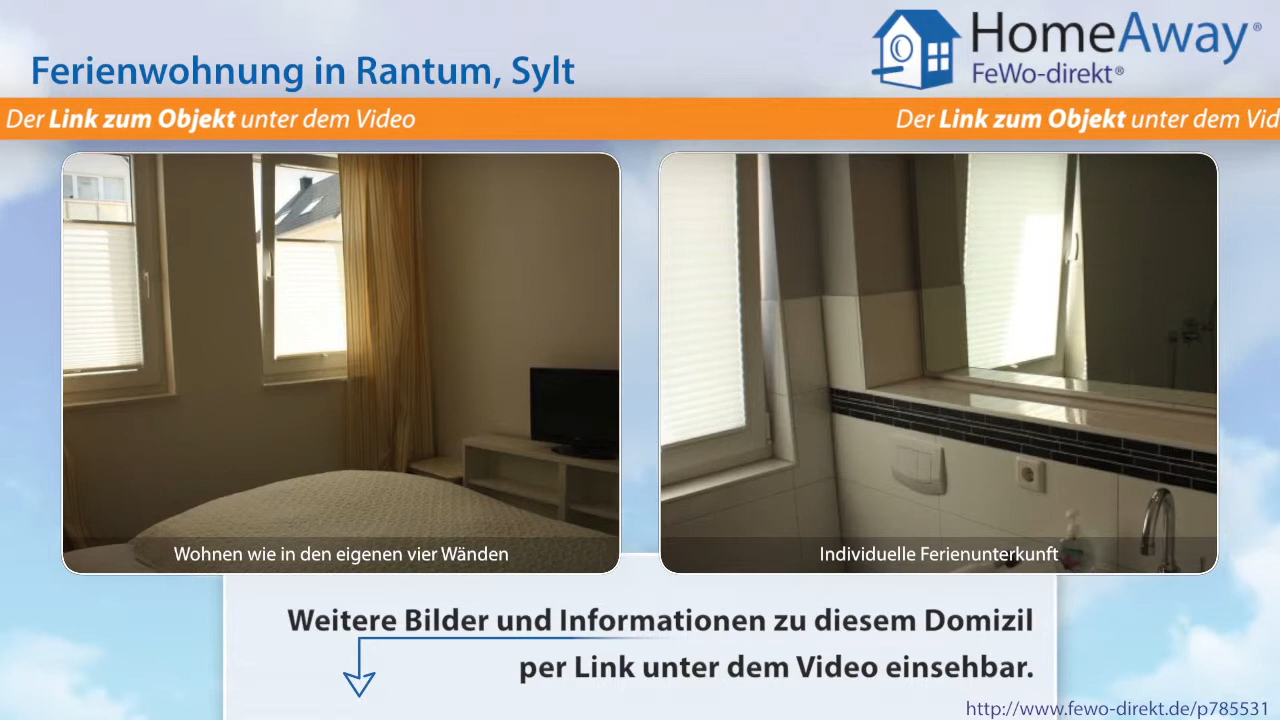 Ferienwohnung in Rantum, Sylt
HomeAway®
FeWo-direkt®
Der Link zum Objekt unter dem Video
Der Link zum Objekt unter dem Vid
Wohnen wie in den eigenen vier Wänden
Individuelle Ferienunterkunft
Weitere Bilder und Informationen zu diesem Domizil
per Link unter dem Video einsehbar.
http://www.fewo-direkt.de/p785531